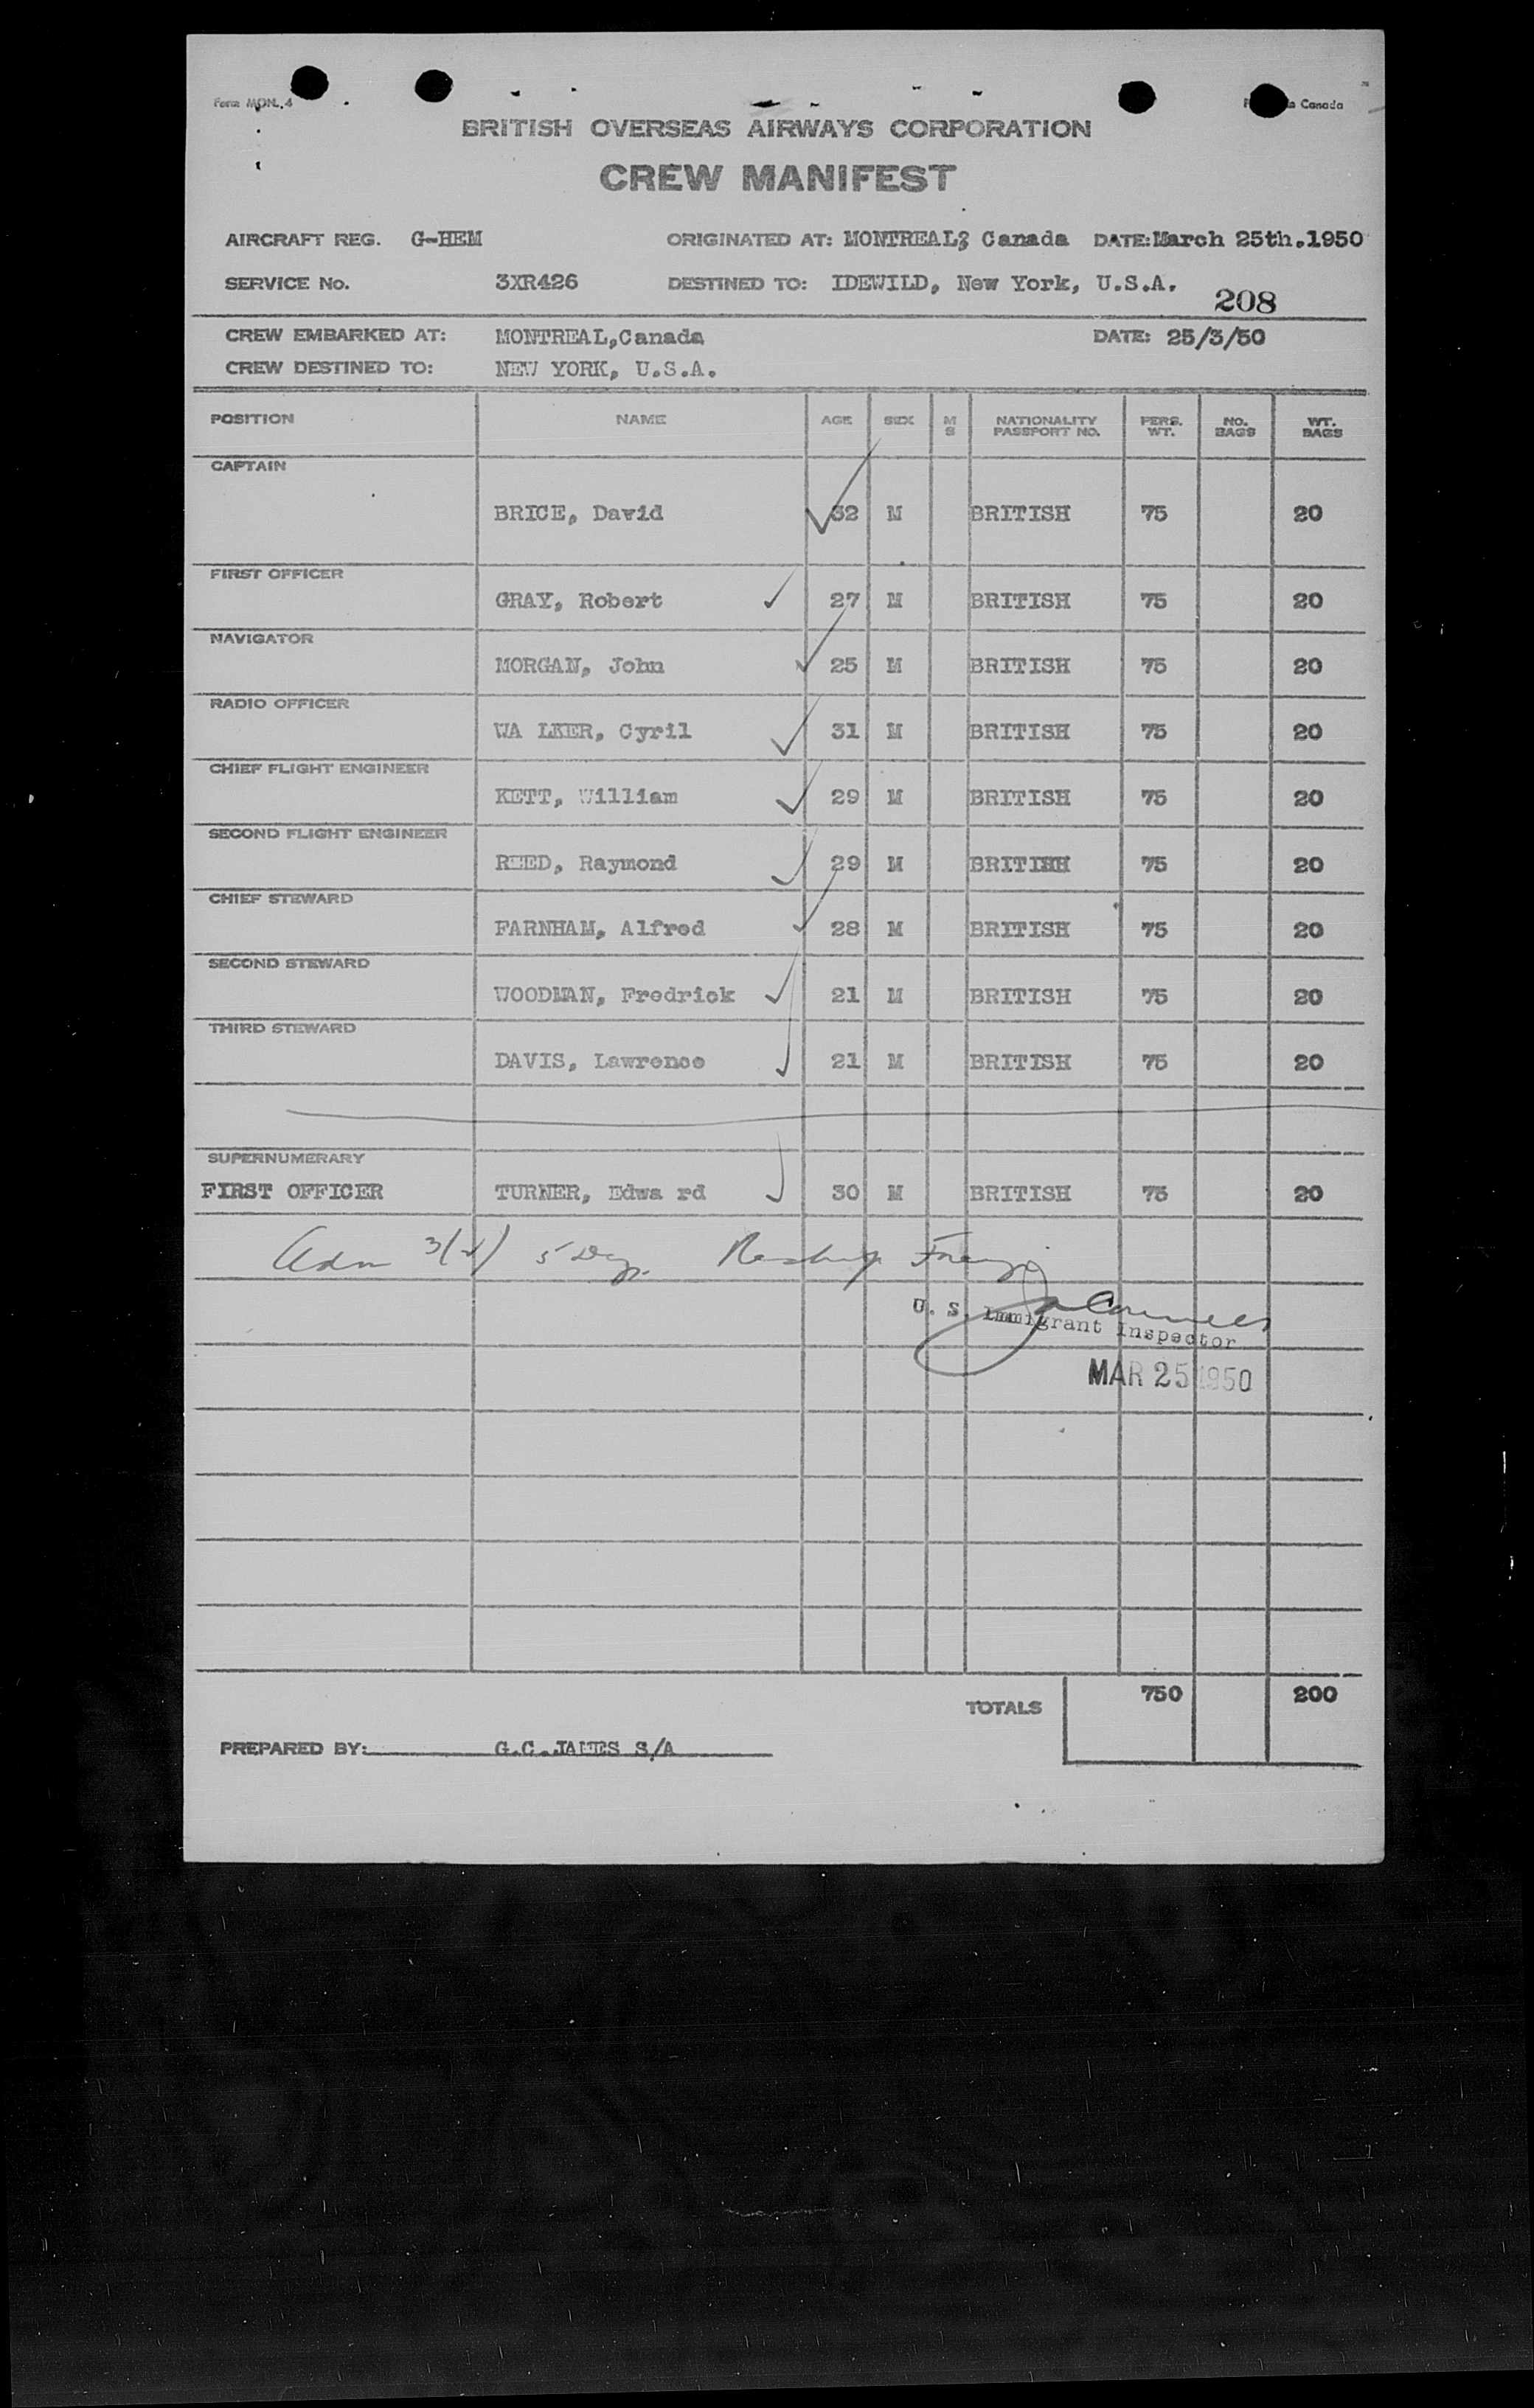 Form MON. 4
Canada
BRITISH OVERSEAS AIRWAYS CORPORATION
CREW MANIFEST
AIRCRAFT REG. G-HEM ORIGINATED AT: MONTREAL, Canada DATE: March 25th.1950
SERVICE No. 3XR426 DESTINED TO: IDEWILD, New York, U.S.A.
208
CREW EMBARKED AT: MONTREAL,Canada DATE: 25/3/50
CREW DESTINED TO: NEW YORK, U.S.A.
POSITION NAME AGE SEX M S NATIONALITY PASSPORT NO. PERS. WT. NO. BAGS WT. BAGS
CAPTAIN
BRICE, David 32 M BRITISH 75 20
FIRST OFFICER
GRAY, Robert 27 M BRITISH 75 20
NAVIGATOR
MORGAN, John 25 M BRITISH 75 20
RADIO OFFICER
WA LKER, Cyril 31 M BRITISH 75 20
CHIEF FLIGHT ENGINEER
KETT, William 29 M BRITISH 75 20
SECOND FLIGHT ENGINEER
REED, Raymond 29 M BRITISH 75 20
CHIEF STEWARD
FARNHAM, Alfred 28 M BRITISH 75 20
SECOND STEWARD
WOODMAN, Fredrick 21 M BRITISH 75 20
THIRD STEWARD
DAVIS, Lawrence 21 M BRITISH 75 20
SUPERNUMERARY
FIRST OFFICER TURNER, Edwa rd 30 M BRITISH 75 20
Adm 5
U. S. Immigrant Inspector
MAR 25 1950
TOTALS 750 200
PREPARED BY: G.C.JAMES S/A